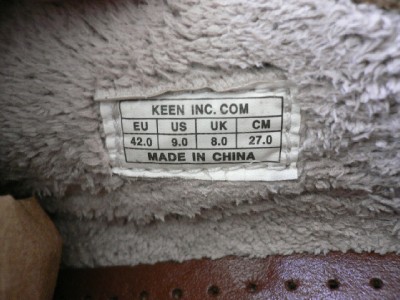 KEEN INC. COM
EU US UK CM
42.0 9.0 8.0 27.0
MADE IN CHINA